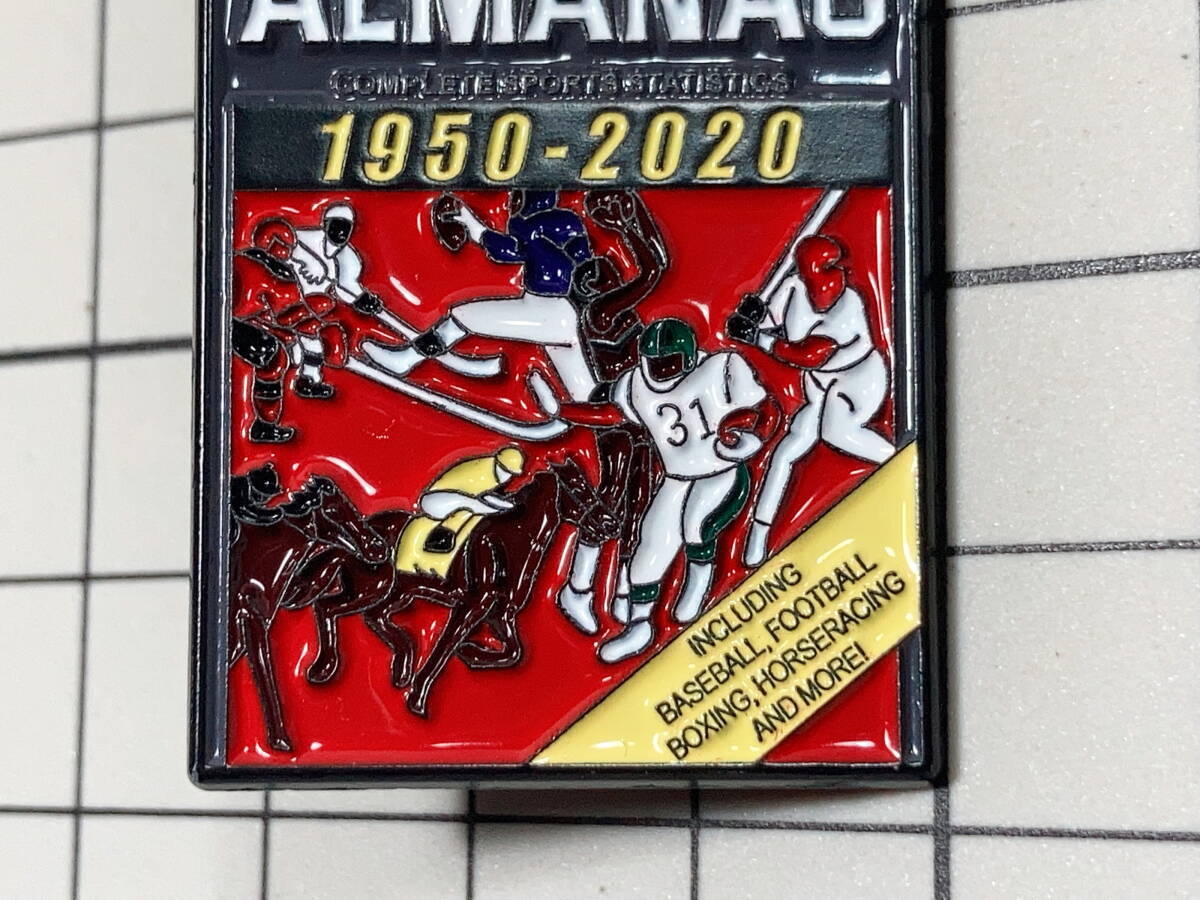 ALMANAC
COMPLETE SPORTS STATISTICS
1950-2020
31
INCLUDING
BASEBALL, FOOTBALL
BOXING, HORSERACING
AND MORE!